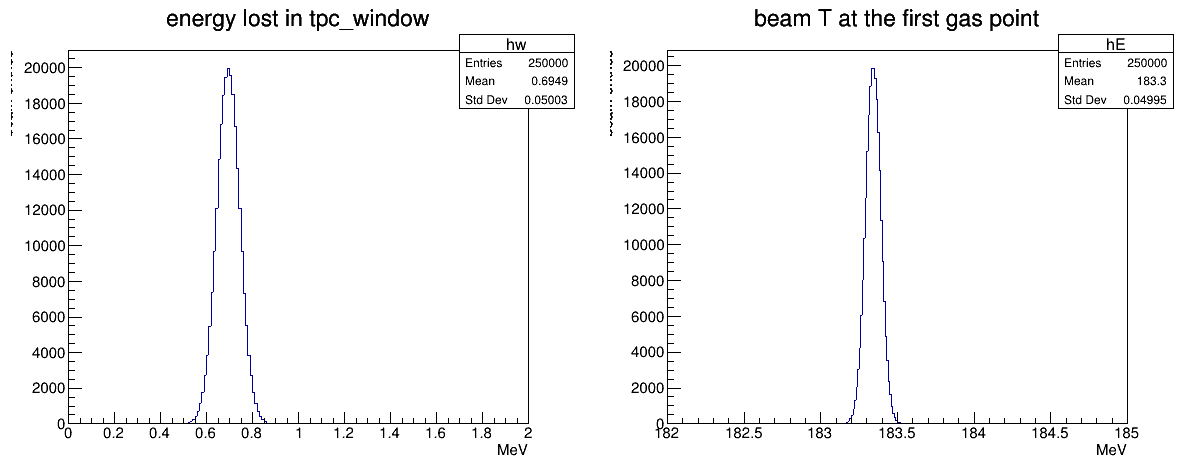 energy lost in tpc_window
hw
Entries 250000
Mean 0.6949
Std Dev 0.05003
20000
18000
16000
14000
12000
10000
8000
6000
4000
2000
0
0 0.2 0.4 0.6 0.8 1 1.2 1.4 1.6 1.8 2
MeV
beam T at the first gas point
hE
Entries 250000
Mean 183.3
Std Dev 0.04995
20000
18000
16000
14000
12000
10000
8000
6000
4000
2000
0
182 182.5 183 183.5 184 184.5 185
MeV